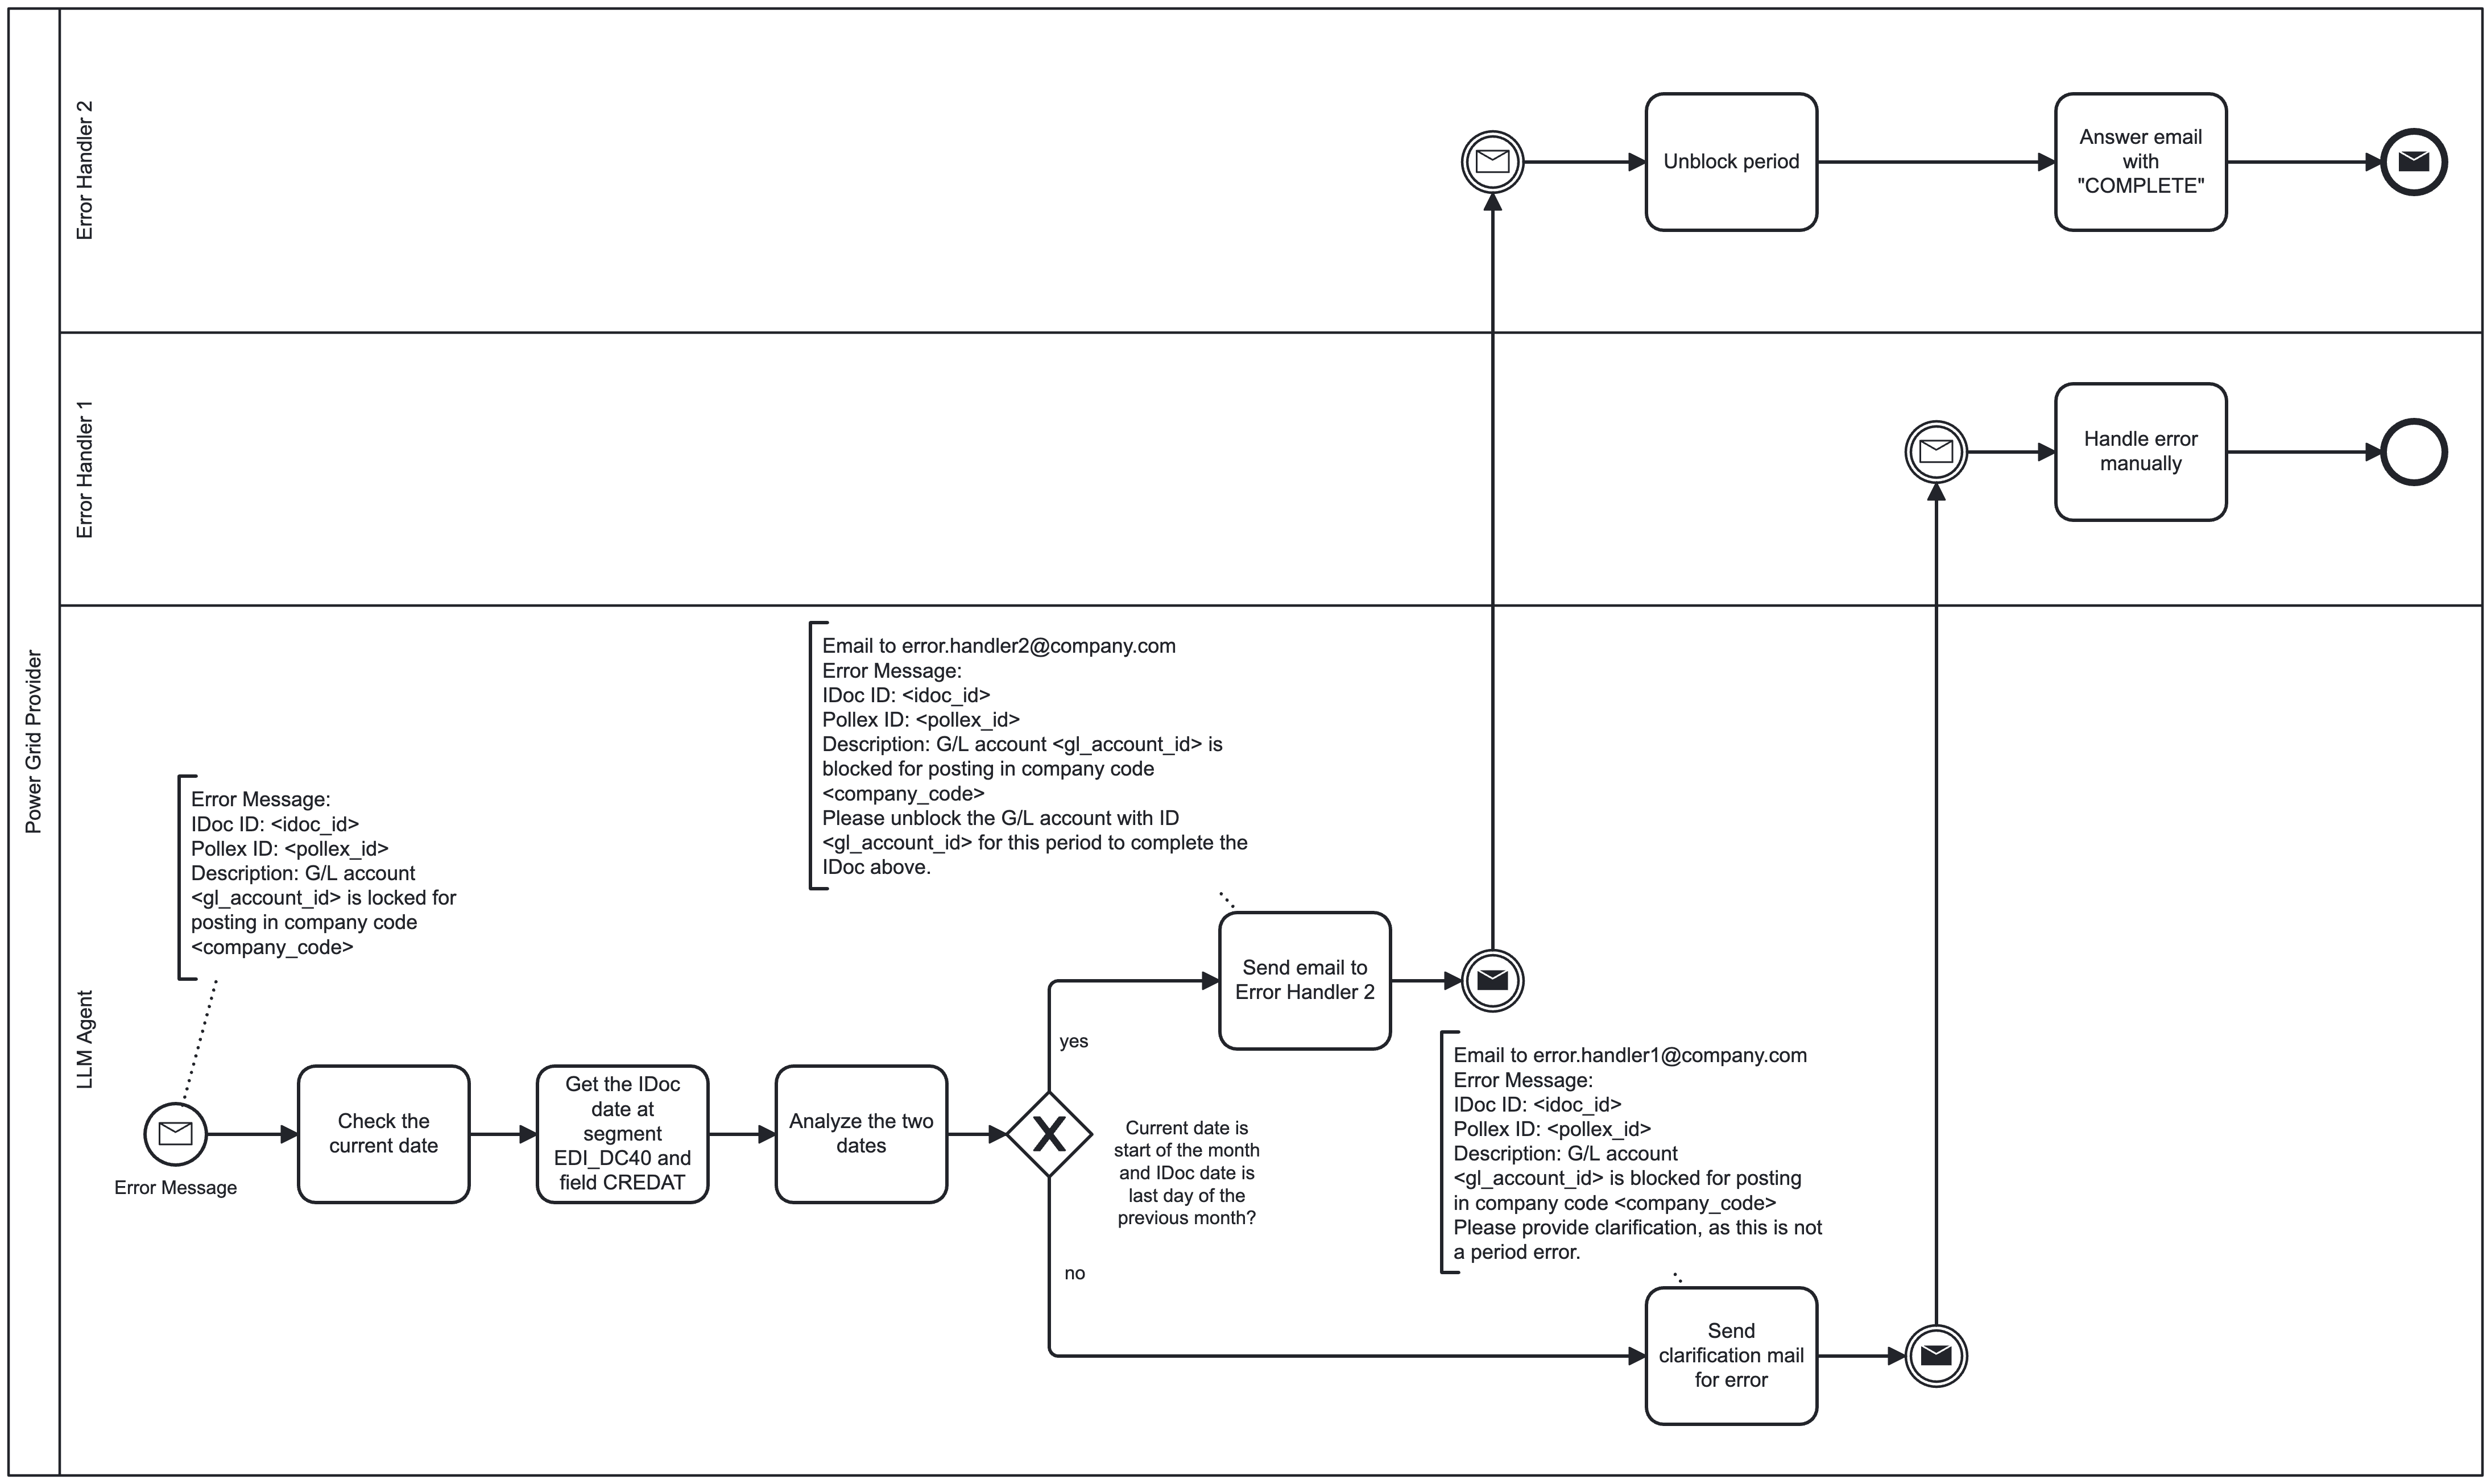 Power Grid Provider
Error Handler 2
Unblock period
Answer email
with
"COMPLETE"
Error Handler 1
Handle error
manually
LLM Agent
Error Message:
IDoc ID: <idoc_id>
Pollex ID: <pollex_id>
Description: G/L account
<gl_account_id> is locked for
posting in company code
<company_code>
Error Message
Check the
current date
Get the IDoc
date at
segment
EDI_DC40 and
field CREDAT
Analyze the two
dates
yes
no
Current date is
start of the month
and IDoc date is
last day of the
previous month?
Email to error.handler2@company.com
Error Message:
IDoc ID: <idoc_id>
Pollex ID: <pollex_id>
Description: G/L account <gl_account_id> is
blocked for posting in company code
<company_code>
Please unblock the G/L account with ID
<gl_account_id> for this period to complete the
IDoc above.
Send email to
Error Handler 2
Email to error.handler1@company.com
Error Message:
IDoc ID: <idoc_id>
Pollex ID: <pollex_id>
Description: G/L account
<gl_account_id> is blocked for posting
in company code <company_code>
Please provide clarification, as this is not
a period error.
Send
clarification mail
for error